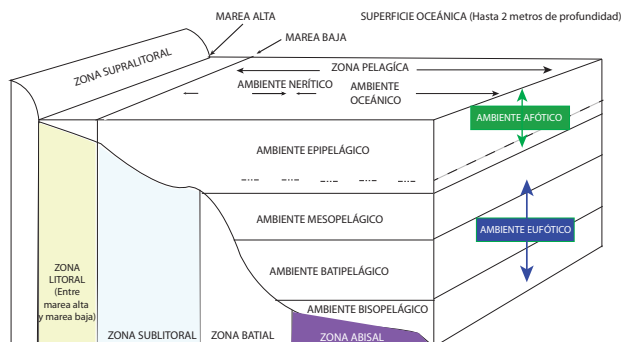 MAREA ALTA
SUPERFICIE OCEÁNICA (Hasta 2 metros de profundidad)
MAREA BAJA
ZONA SUPRALITORAL
ZONA PELAGÍCA
AMBIENTE NERÍTICO
AMBIENTE
OCEÁNICO
AMBIENTE AFÓTICO
AMBIENTE EPIPELÁGICO
AMBIENTE MESOPELÁGICO
AMBIENTE EUFÓTICO
ZONA
LITORAL
(Entre
marea alta
y marea baja)
AMBIENTE BATIPELÁGICO
AMBIENTE BISOPELÁGICO
ZONA SUBLITORAL
ZONA BATIAL
ZONA ABISAL